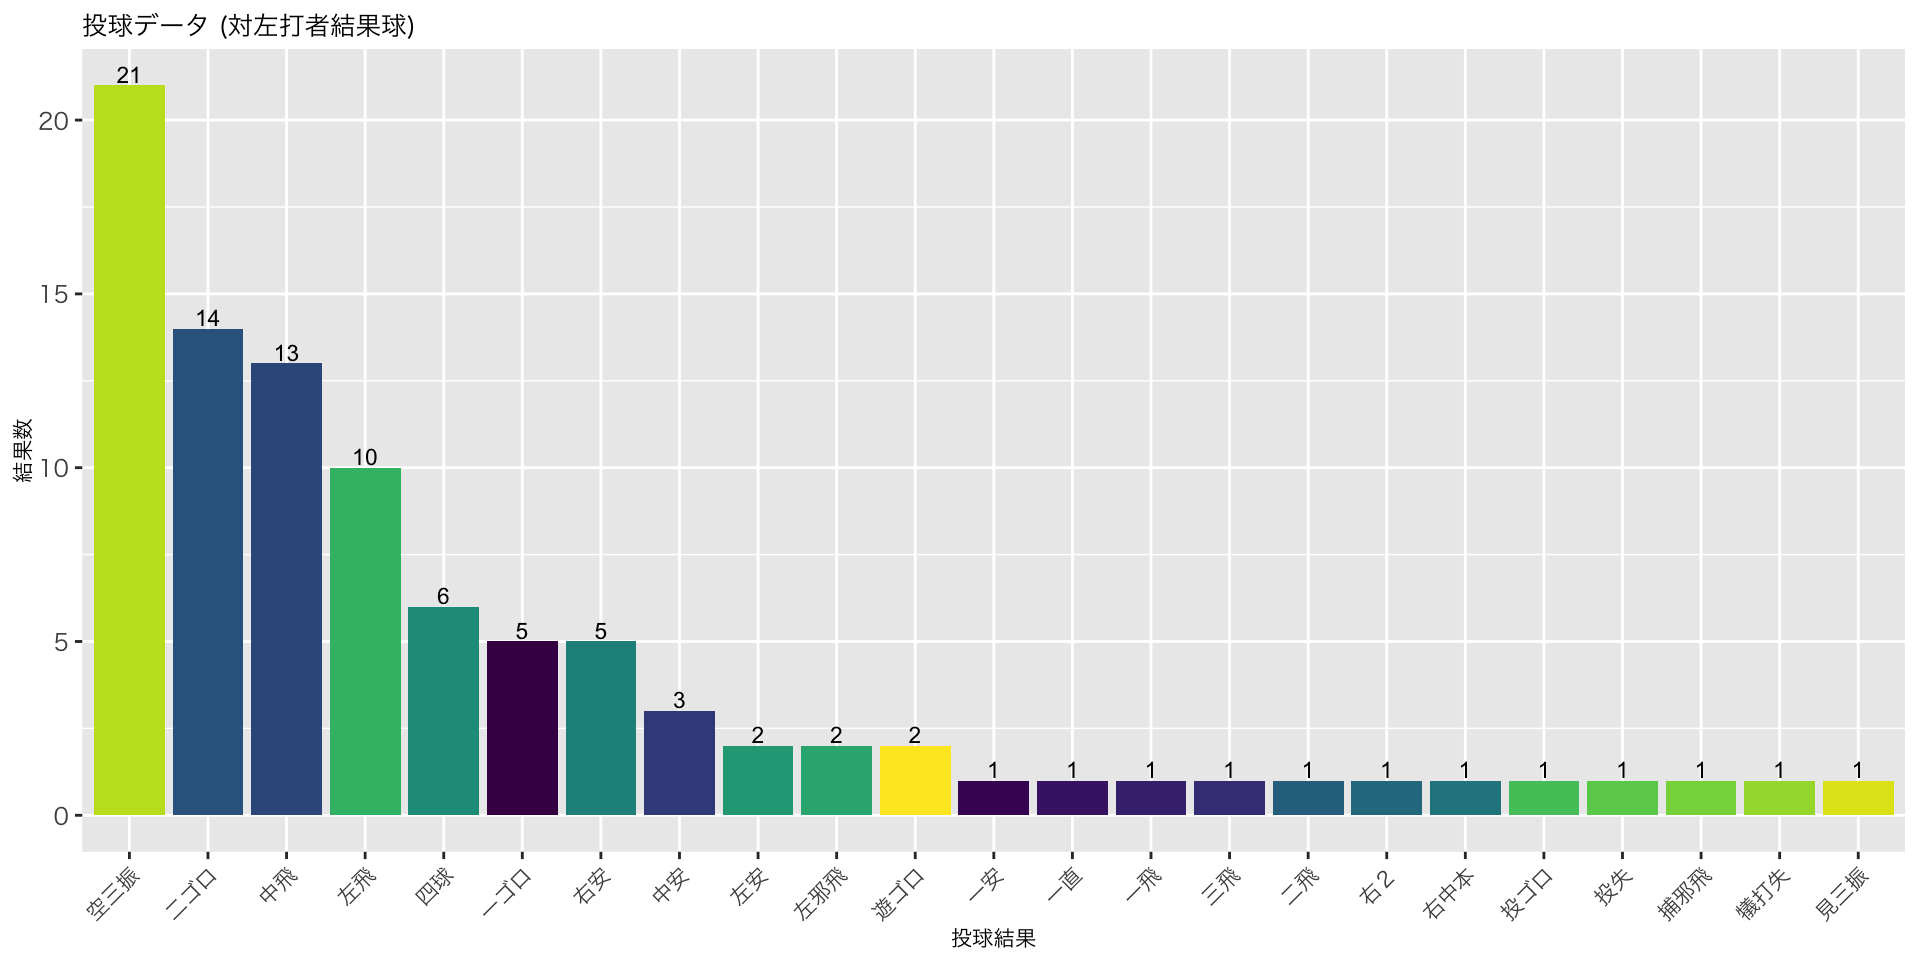 投球データ (対左打者結果球)
結果数
20
15
10
5
0
21
14
13
10
6
5
5
3
2
2
2
1
1
1
1
1
1
1
1
1
1
1
1
空三振
二ゴロ
中飛
左飛
四球
一ゴロ
右安
中安
左安
左邪飛
遊ゴロ
一安
一直
一飛
三飛
二飛
右２
右中本
投ゴロ
投失
捕邪飛
犠打失
見三振
投球結果